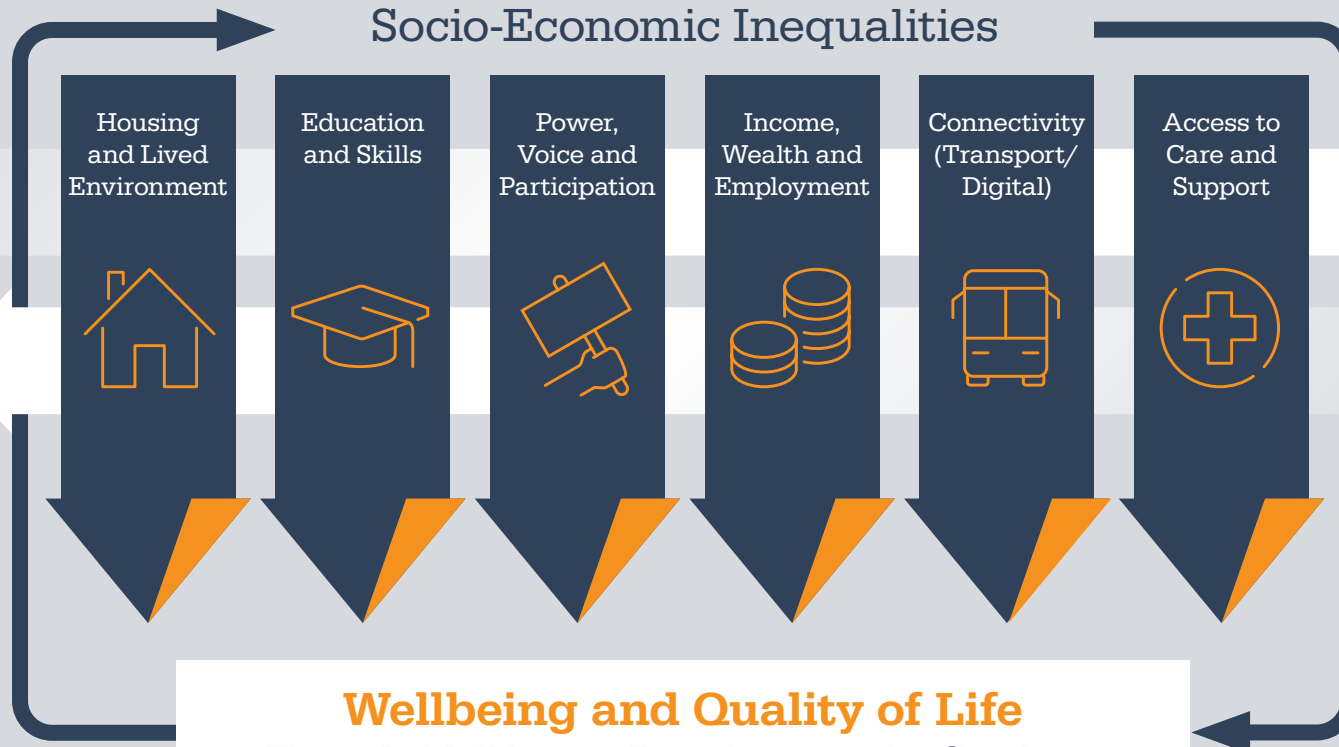 Socio-Economic Inequalities
Housing
and Lived
Environment
Education
and Skills
Power,
Voice and
Participation
Income,
Wealth and
Employment
Connectivity
(Transport/
Digital)
Access to
Care and
Support
Wellbeing and Quality of Life